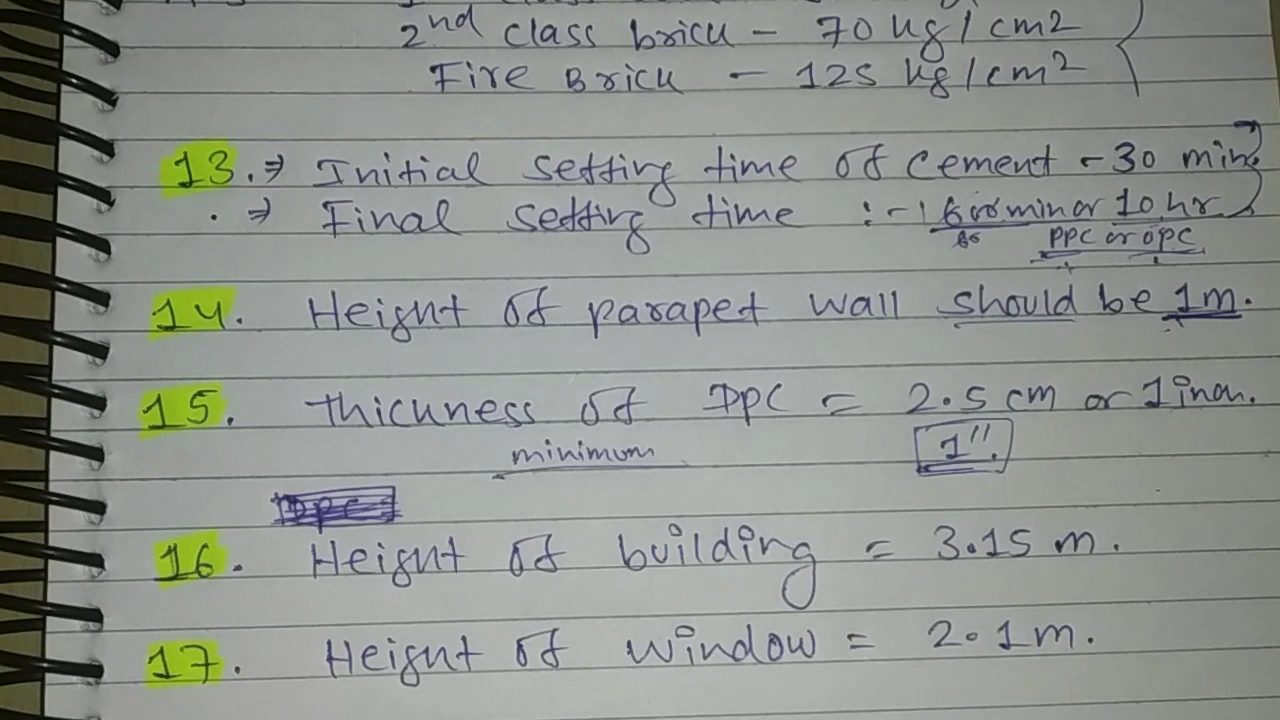 2nd class brick - 70 kg/cm2
Fire Brick - 125 kg/cm2
13. ⇒ Initial setting time of cement - 30 min
. ⇒ Final setting time :- 600 min or 10 hr
PPC or OPC
14. Height of parapet wall should be 1m.
15. thickness of DPC = 2.5 cm or 1 inch.
minimum 1".
DPC
16. Height of building = 3.15 m.
17. Height of window = 2.1m.